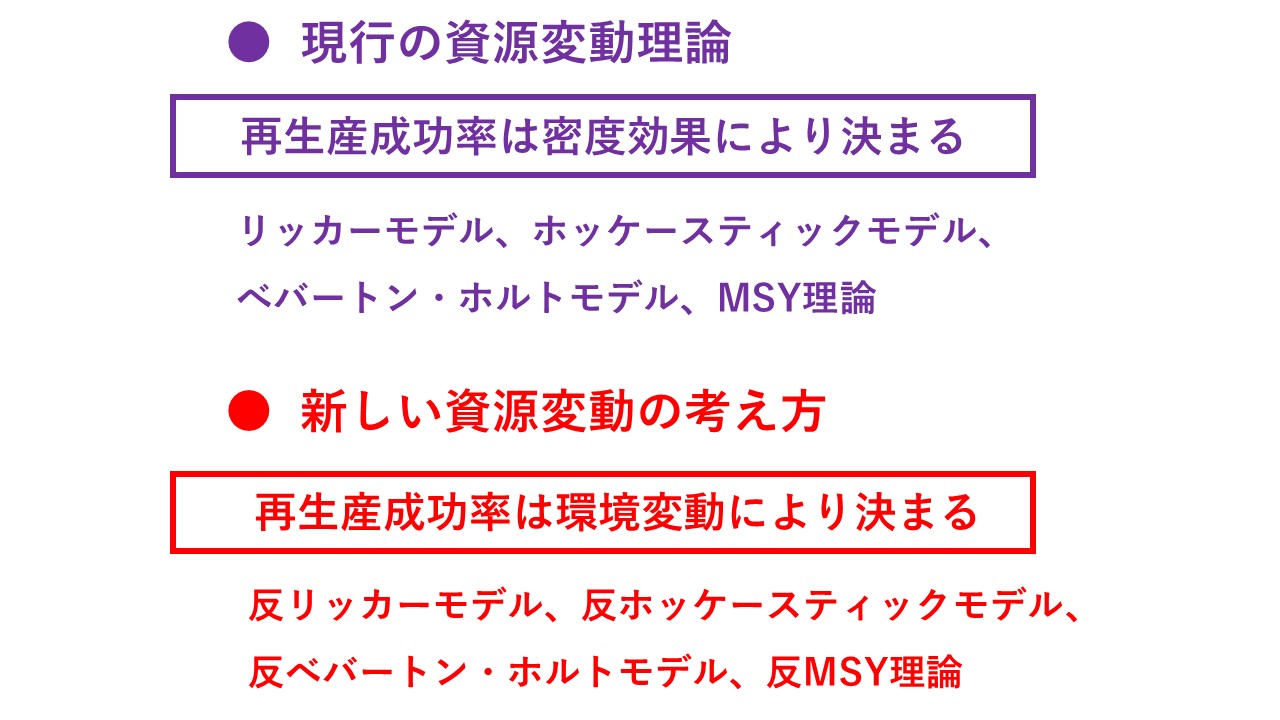 ● 現行の資源変動理論
再生産成功率は密度効果により決まる
リッカーモデル、ホッケースティックモデル、
ベバートン・ホルトモデル、MSY理論
● 新しい資源変動の考え方
再生産成功率は環境変動により決まる
反リッカーモデル、反ホッケースティックモデル、
反ベバートン・ホルトモデル、反MSY理論